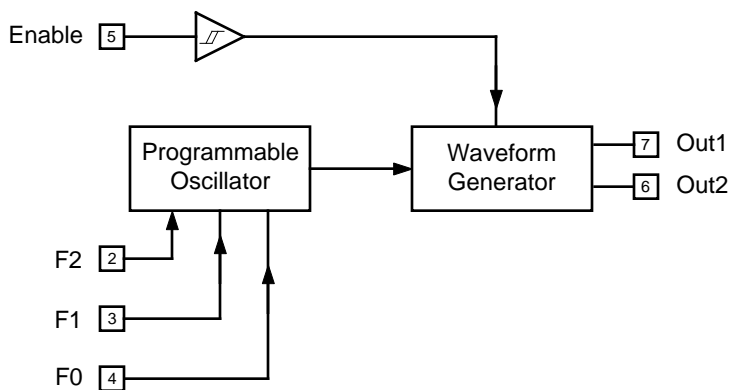 Enable 5
Programmable
Oscillator
Waveform
Generator
7 Out1
6 Out2
F2 2
F1 3
F0 4